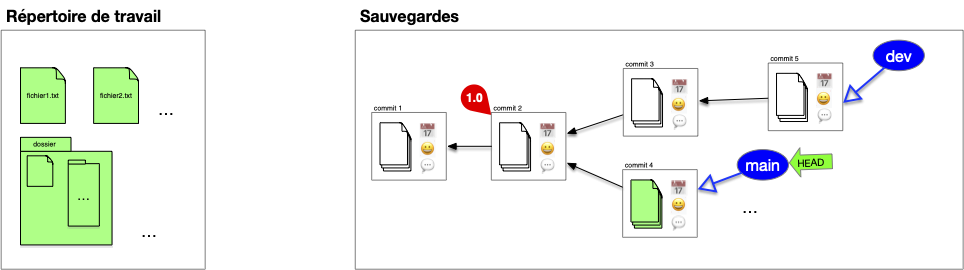 Répertoire de travail
fichier1.txt
fichier2.txt
...
dossier
...
...
Sauvegardes
commit 1
17
1.0
commit 2
17
commit 3
17
commit 5
17
dev
commit 4
17
main
HEAD
...